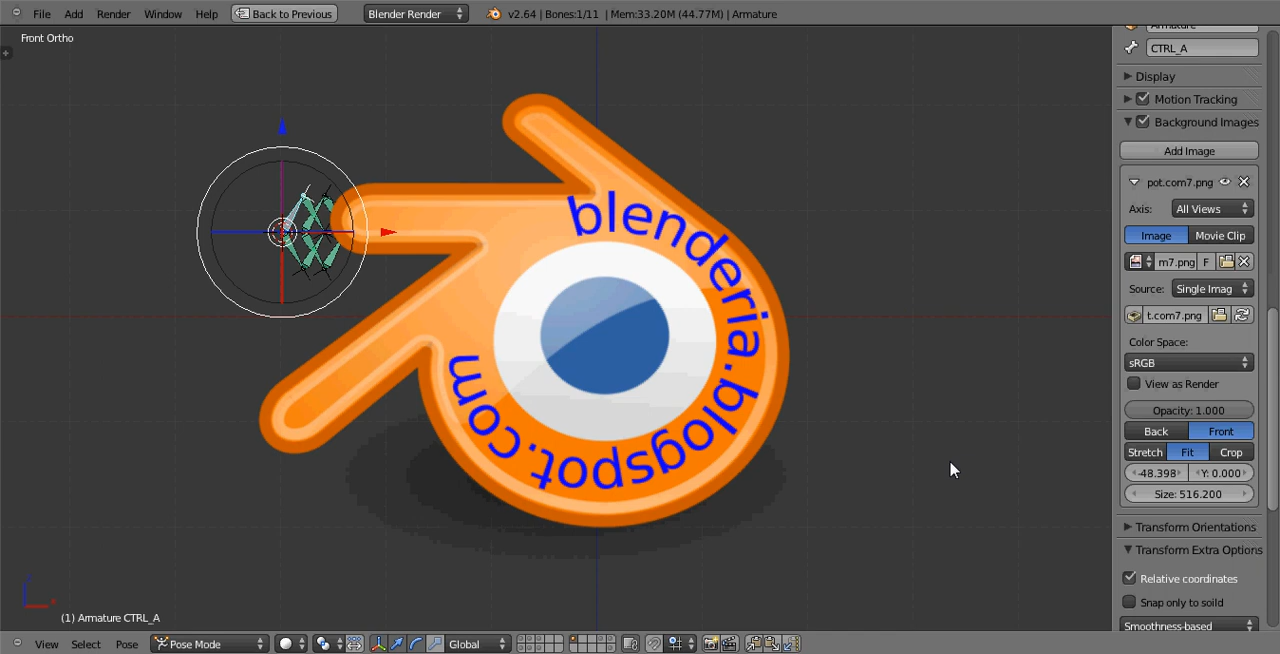 File Add Render Window Help Back to Previous Blender Render v2.64 | Bones:1/11 | Mem:33.20M (44.77M) | Armature
Front Ortho
Armature
CTRL_A
Display
Motion Tracking
Background Images
Add Image
pot.com7.png
Axis: All Views
Image Movie Clip
m7.png F
Source: Single Imag
t.com7.png
Color Space:
sRGB
View as Render
Opacity: 1.000
Back Front
Stretch Fit Crop
-48.398 Y: 0.000
Size: 516.200
Transform Orientations
Transform Extra Options
Relative coordinates
Snap only to soild
Smoothness-based
blenderia.blogspot.com
(1) Armature CTRL_A
View Select Pose Pose Mode Global